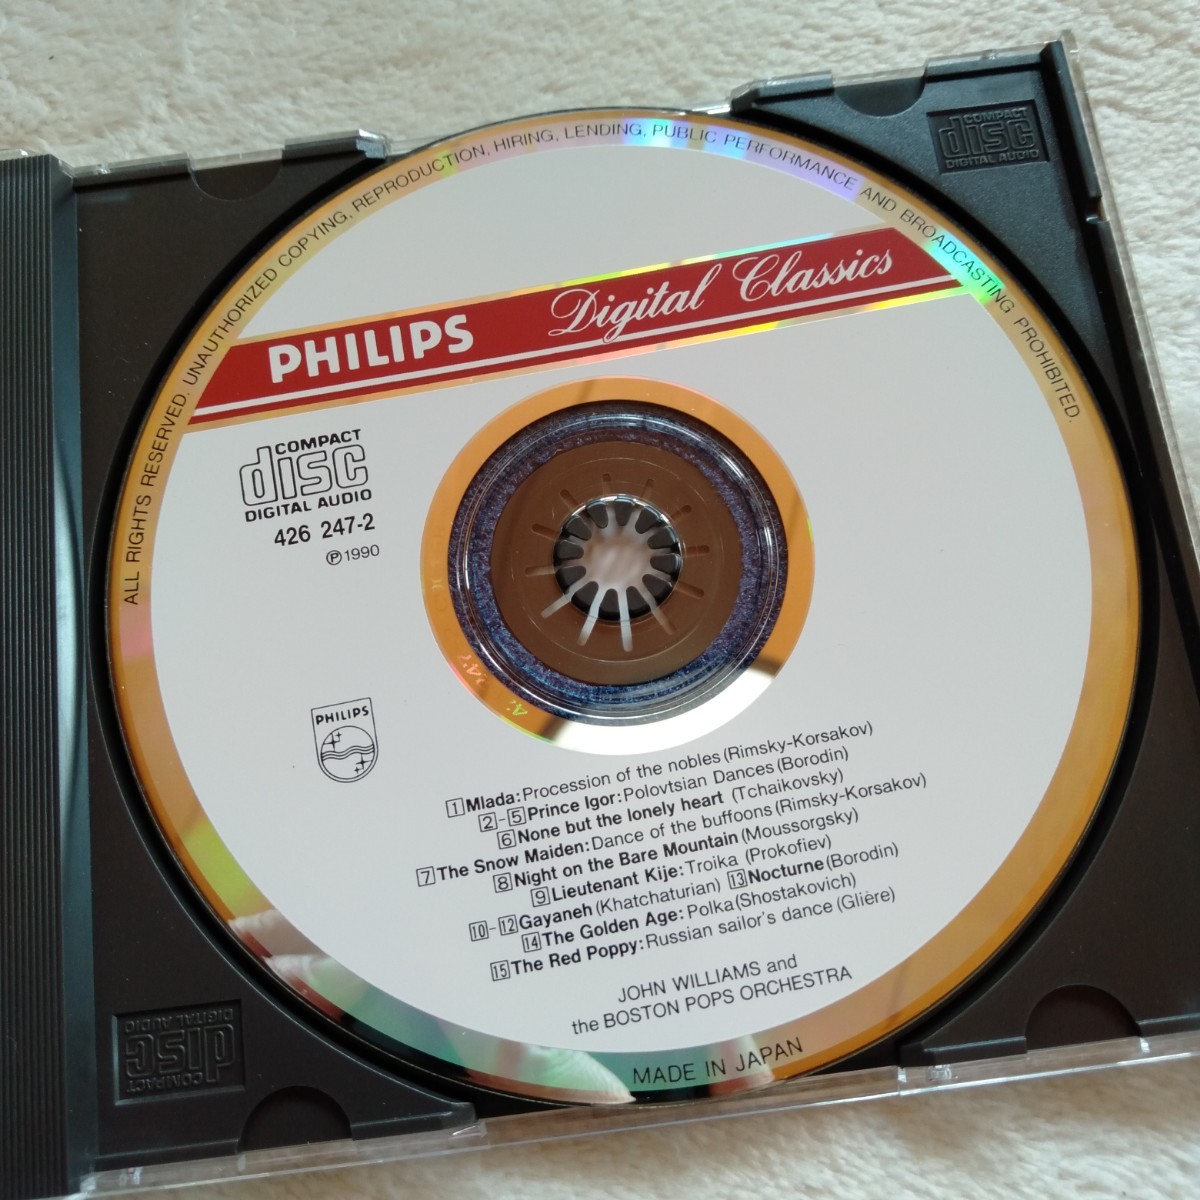 ALL RIGHTS RESERVED. UNAUTHORIZED COPYING, REPRODUCTION, HIRING, LENDING, PUBLIC PERFORMANCE AND BROADCASTING PROHIBITED.
COMPACT
disc
DIGITAL AUDIO
PHILIPS Digital Classics
COMPACT
disc
DIGITAL AUDIO
426 247-2
℗1990
PHILIPS
1 Mlada: Procession of the nobles (Rimsky-Korsakov)
2-5 Prince Igor: Polovtsian Dances (Borodin)
6 None but the lonely heart (Tchaikovsky)
7 The Snow Maiden: Dance of the buffoons (Rimsky-Korsakov)
8 Night on the Bare Mountain (Moussorgsky)
9 Lieutenant Kije: Troika (Prokofiev)
10-12 Gayaneh (Khatchaturian) 13 Nocturne (Borodin)
14 The Golden Age: Polka (Shostakovich)
15 The Red Poppy: Russian sailor's dance (Glière)
JOHN WILLIAMS and
the BOSTON POPS ORCHESTRA
MADE IN JAPAN
COMPACT
disc
DIGITAL AUDIO